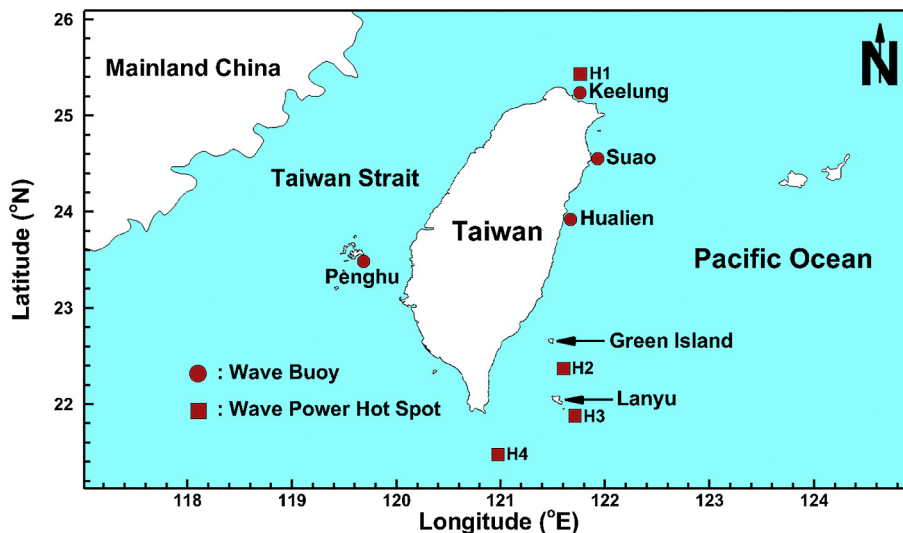 26
25
24
23
22
Latitude (°N)
Mainland China
N
H1
Keelung
Suao
Taiwan Strait
Hualien
Taiwan
Pacific Ocean
Pènghu
Green Island
H2
: Wave Buoy
Lanyu
: Wave Power Hot Spot
H3
H4
118 119 120 121 122 123 124
Longitude (°E)